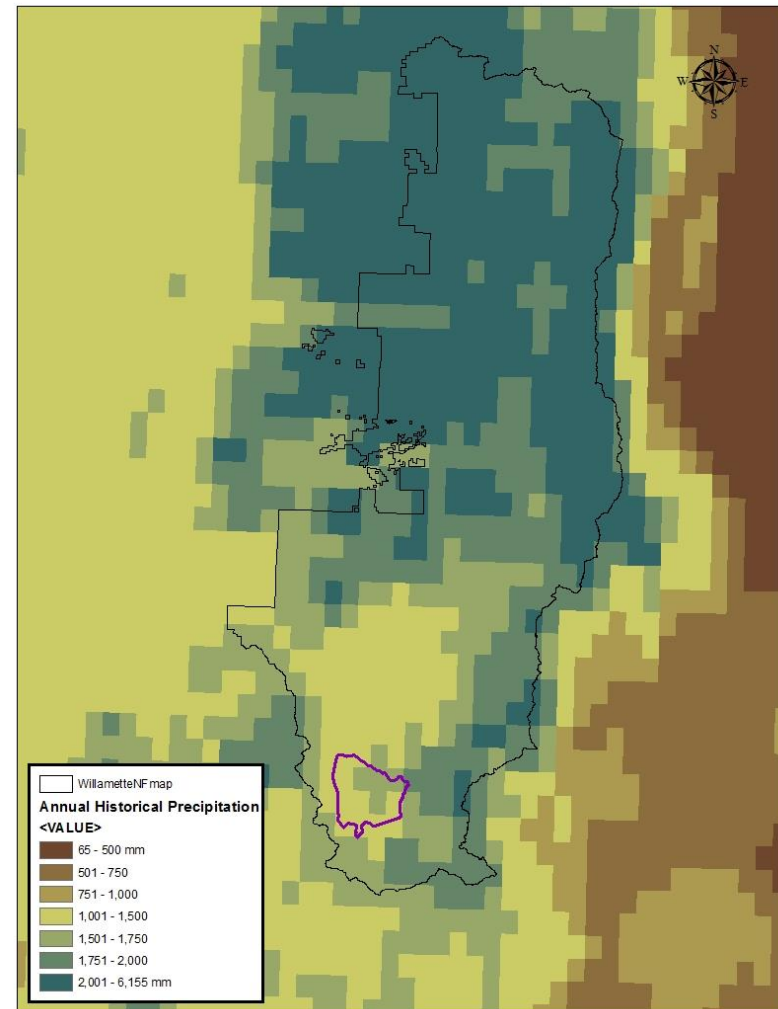 N
W E
S
WillametteNFmap
Annual Historical Precipitation
<VALUE>
65 - 500 mm
501 - 750
751 - 1,000
1,001 - 1,500
1,501 - 1,750
1,751 - 2,000
2,001 - 6,155 mm